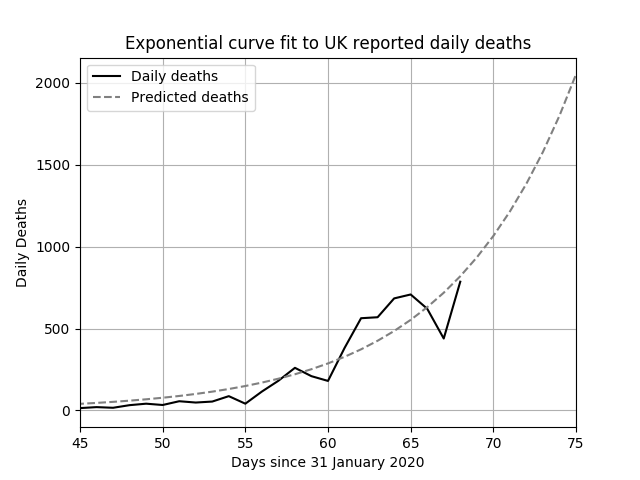 Exponential curve fit to UK reported daily deaths
Daily deaths
Predicted deaths
2000
1500
1000
500
0
Daily Deaths
45 50 55 60 65 70 75
Days since 31 January 2020